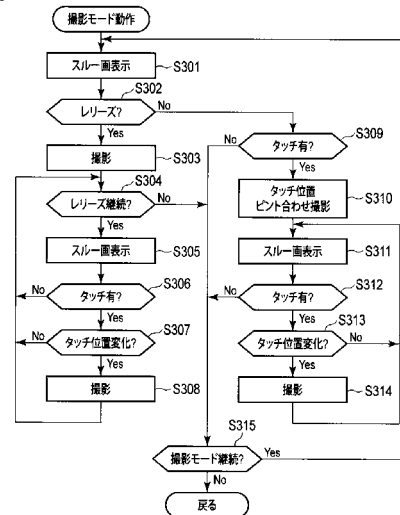 撮影モード動作
スルー画表示
S301
S302
レリーズ?
No
Yes
撮影
S303
S304
レリーズ継続?
No
Yes
スルー画表示
S305
S306
No
タッチ有?
Yes
S307
No
タッチ位置変化?
Yes
撮影
S308
S309
No
タッチ有?
Yes
タッチ位置
ピント合わせ撮影
S310
スルー画表示
S311
S312
No
タッチ有?
Yes
S313
タッチ位置変化?
No
Yes
撮影
S314
S315
撮影モード継続?
Yes
No
戻る